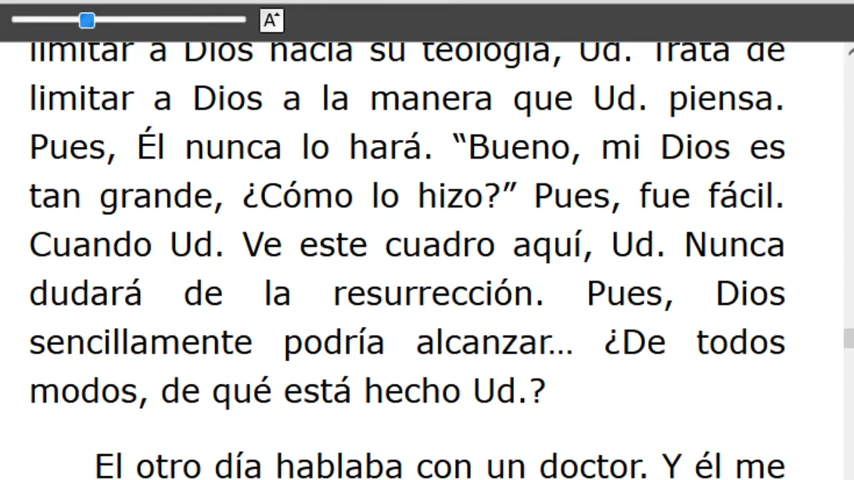 A
limitar a Dios hacia su teología, Ud. Trata de
limitar a Dios a la manera que Ud. piensa.
Pues, Él nunca lo hará. “Bueno, mi Dios es
tan grande, ¿Cómo lo hizo?” Pues, fue fácil.
Cuando Ud. Ve este cuadro aquí, Ud. Nunca
dudará de la resurrección. Pues, Dios
sencillamente podría alcanzar... ¿De todos
modos, de qué está hecho Ud.?
El otro día hablaba con un doctor. Y él me